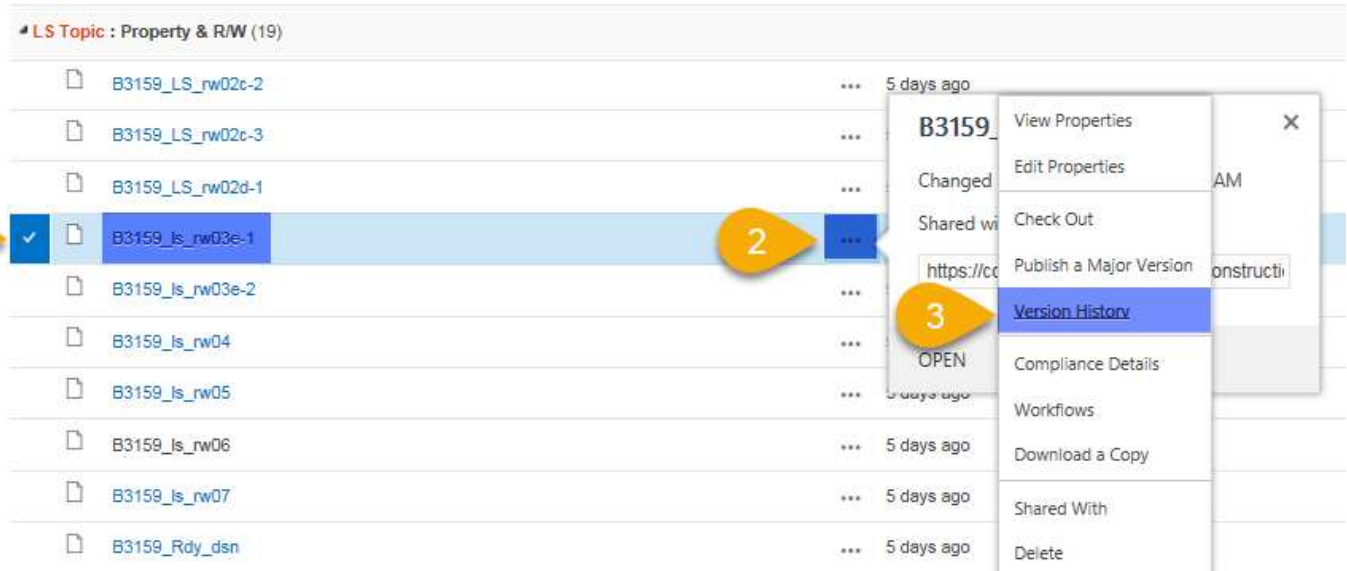 LS Topic : Property & R/W (19)
B3159_LS_rw02c-2 ... 5 days ago
B3159_LS_rw02c-3 ...
B3159_LS_rw02d-1 ...
B3159_ls_rw03e-1 2 ...
B3159_ls_rw03e-2 ...
B3159_ls_rw04 ...
B3159_ls_rw05 ... 5 days ago
B3159_ls_rw06 ... 5 days ago
B3159_ls_rw07 ... 5 days ago
B3159_Rdy_dsn ... 5 days ago
B3159_
Changed AM
Shared wi
https://co onstructi
OPEN
View Properties
Edit Properties
Check Out
Publish a Major Version
3 Version History
Compliance Details
Workflows
Download a Copy
Shared With
Delete